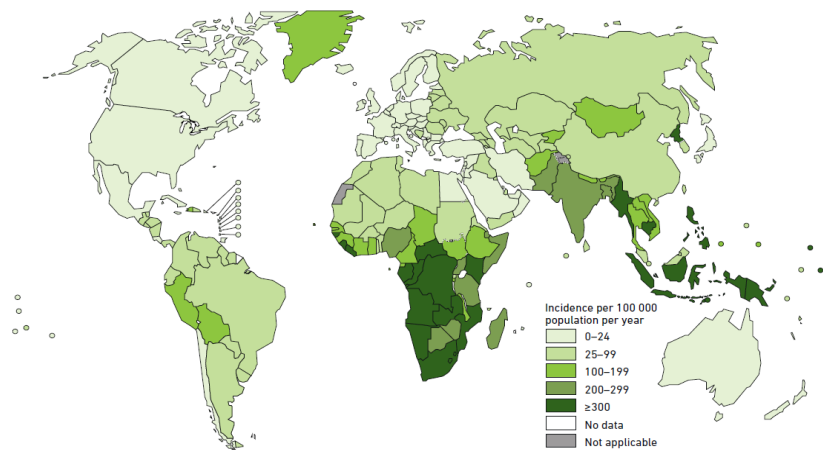 Incidence per 100 000
population per year
0–24
25–99
100–199
200–299
≥300
No data
Not applicable